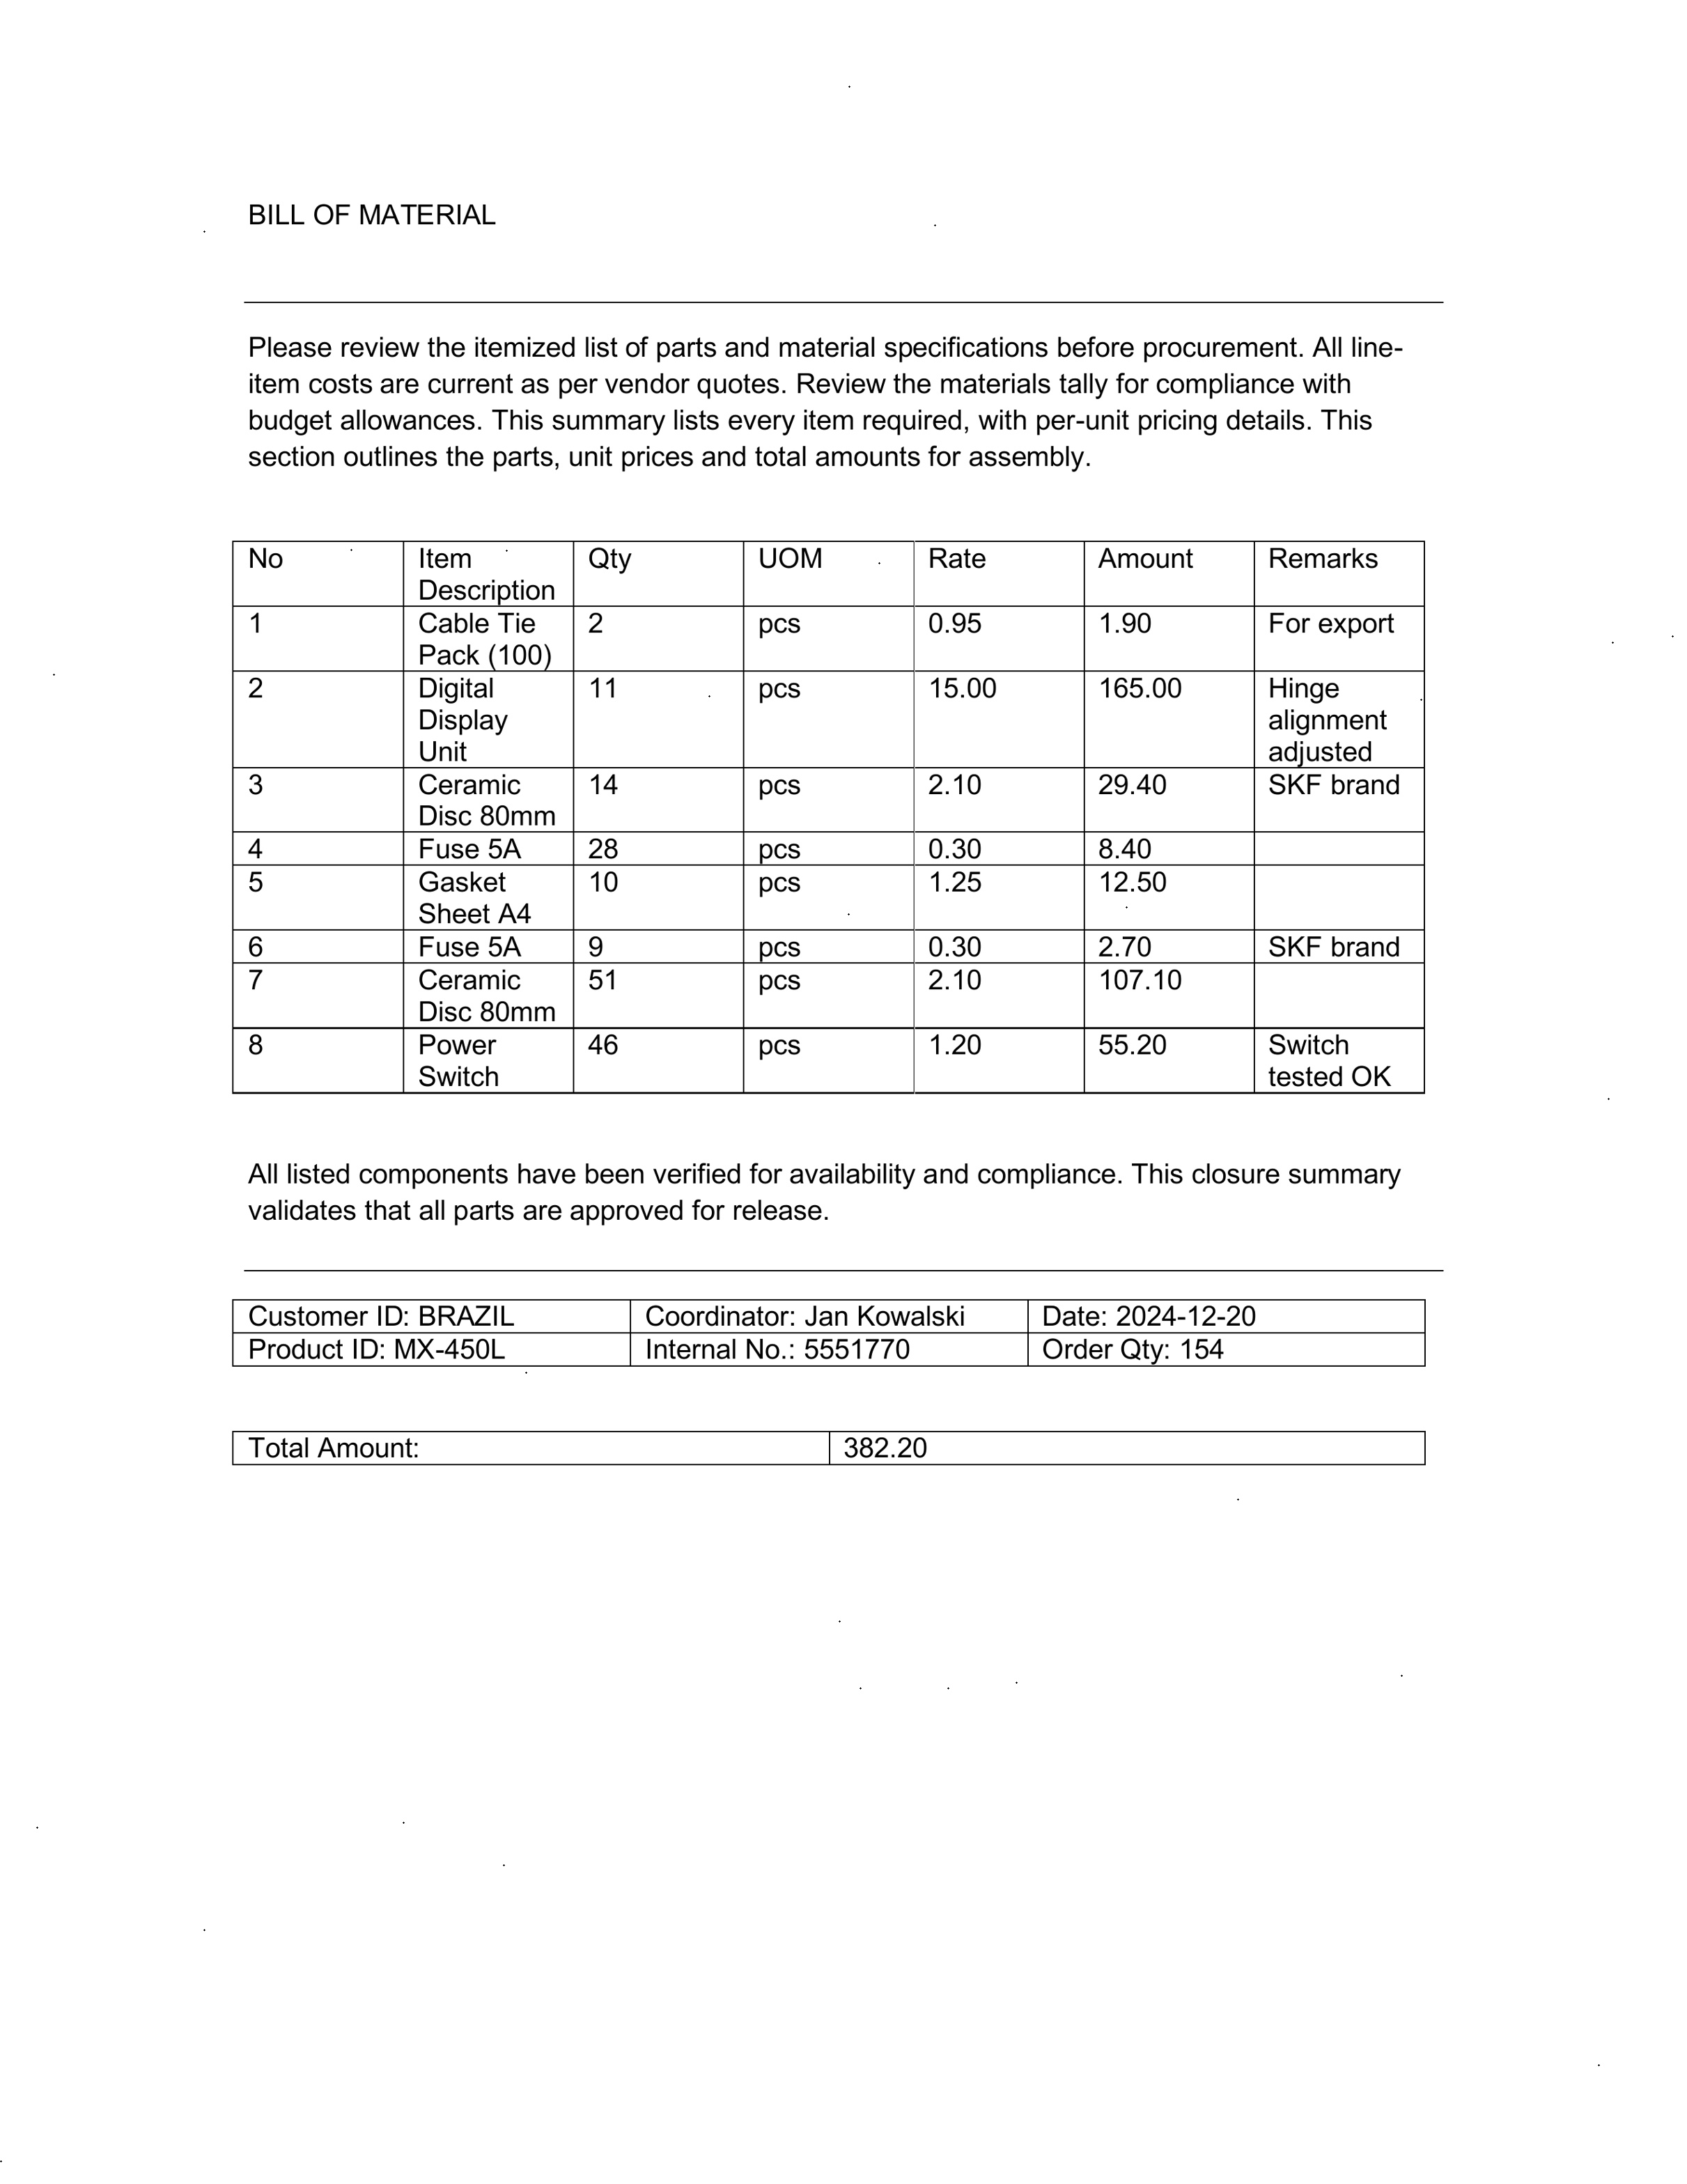 BILL OF MATERIAL
Please review the itemized list of parts and material specifications before procurement. All line-
item costs are current as per vendor quotes. Review the materials tally for compliance with
budget allowances. This summary lists every item required, with per-unit pricing details. This
section outlines the parts, unit prices and total amounts for assembly.
No Item Qty UOM Rate Amount Remarks
Description
1 Cable Tie 2 pcs 0.95 1.90 For export
Pack (100)
2 Digital 11 pcs 15.00 165.00 Hinge
Display alignment
Unit adjusted
3 Ceramic 14 pcs 2.10 29.40 SKF brand
Disc 80mm
4 Fuse 5A 28 pcs 0.30 8.40
5 Gasket 10 pcs 1.25 12.50
Sheet A4
6 Fuse 5A 9 pcs 0.30 2.70 SKF brand
7 Ceramic 51 pcs 2.10 107.10
Disc 80mm
8 Power 46 pcs 1.20 55.20 Switch
Switch tested OK
All listed components have been verified for availability and compliance. This closure summary
validates that all parts are approved for release.
Customer ID: BRAZIL Coordinator: Jan Kowalski Date: 2024-12-20
Product ID: MX-450L Internal No.: 5551770 Order Qty: 154
Total Amount: 382.20